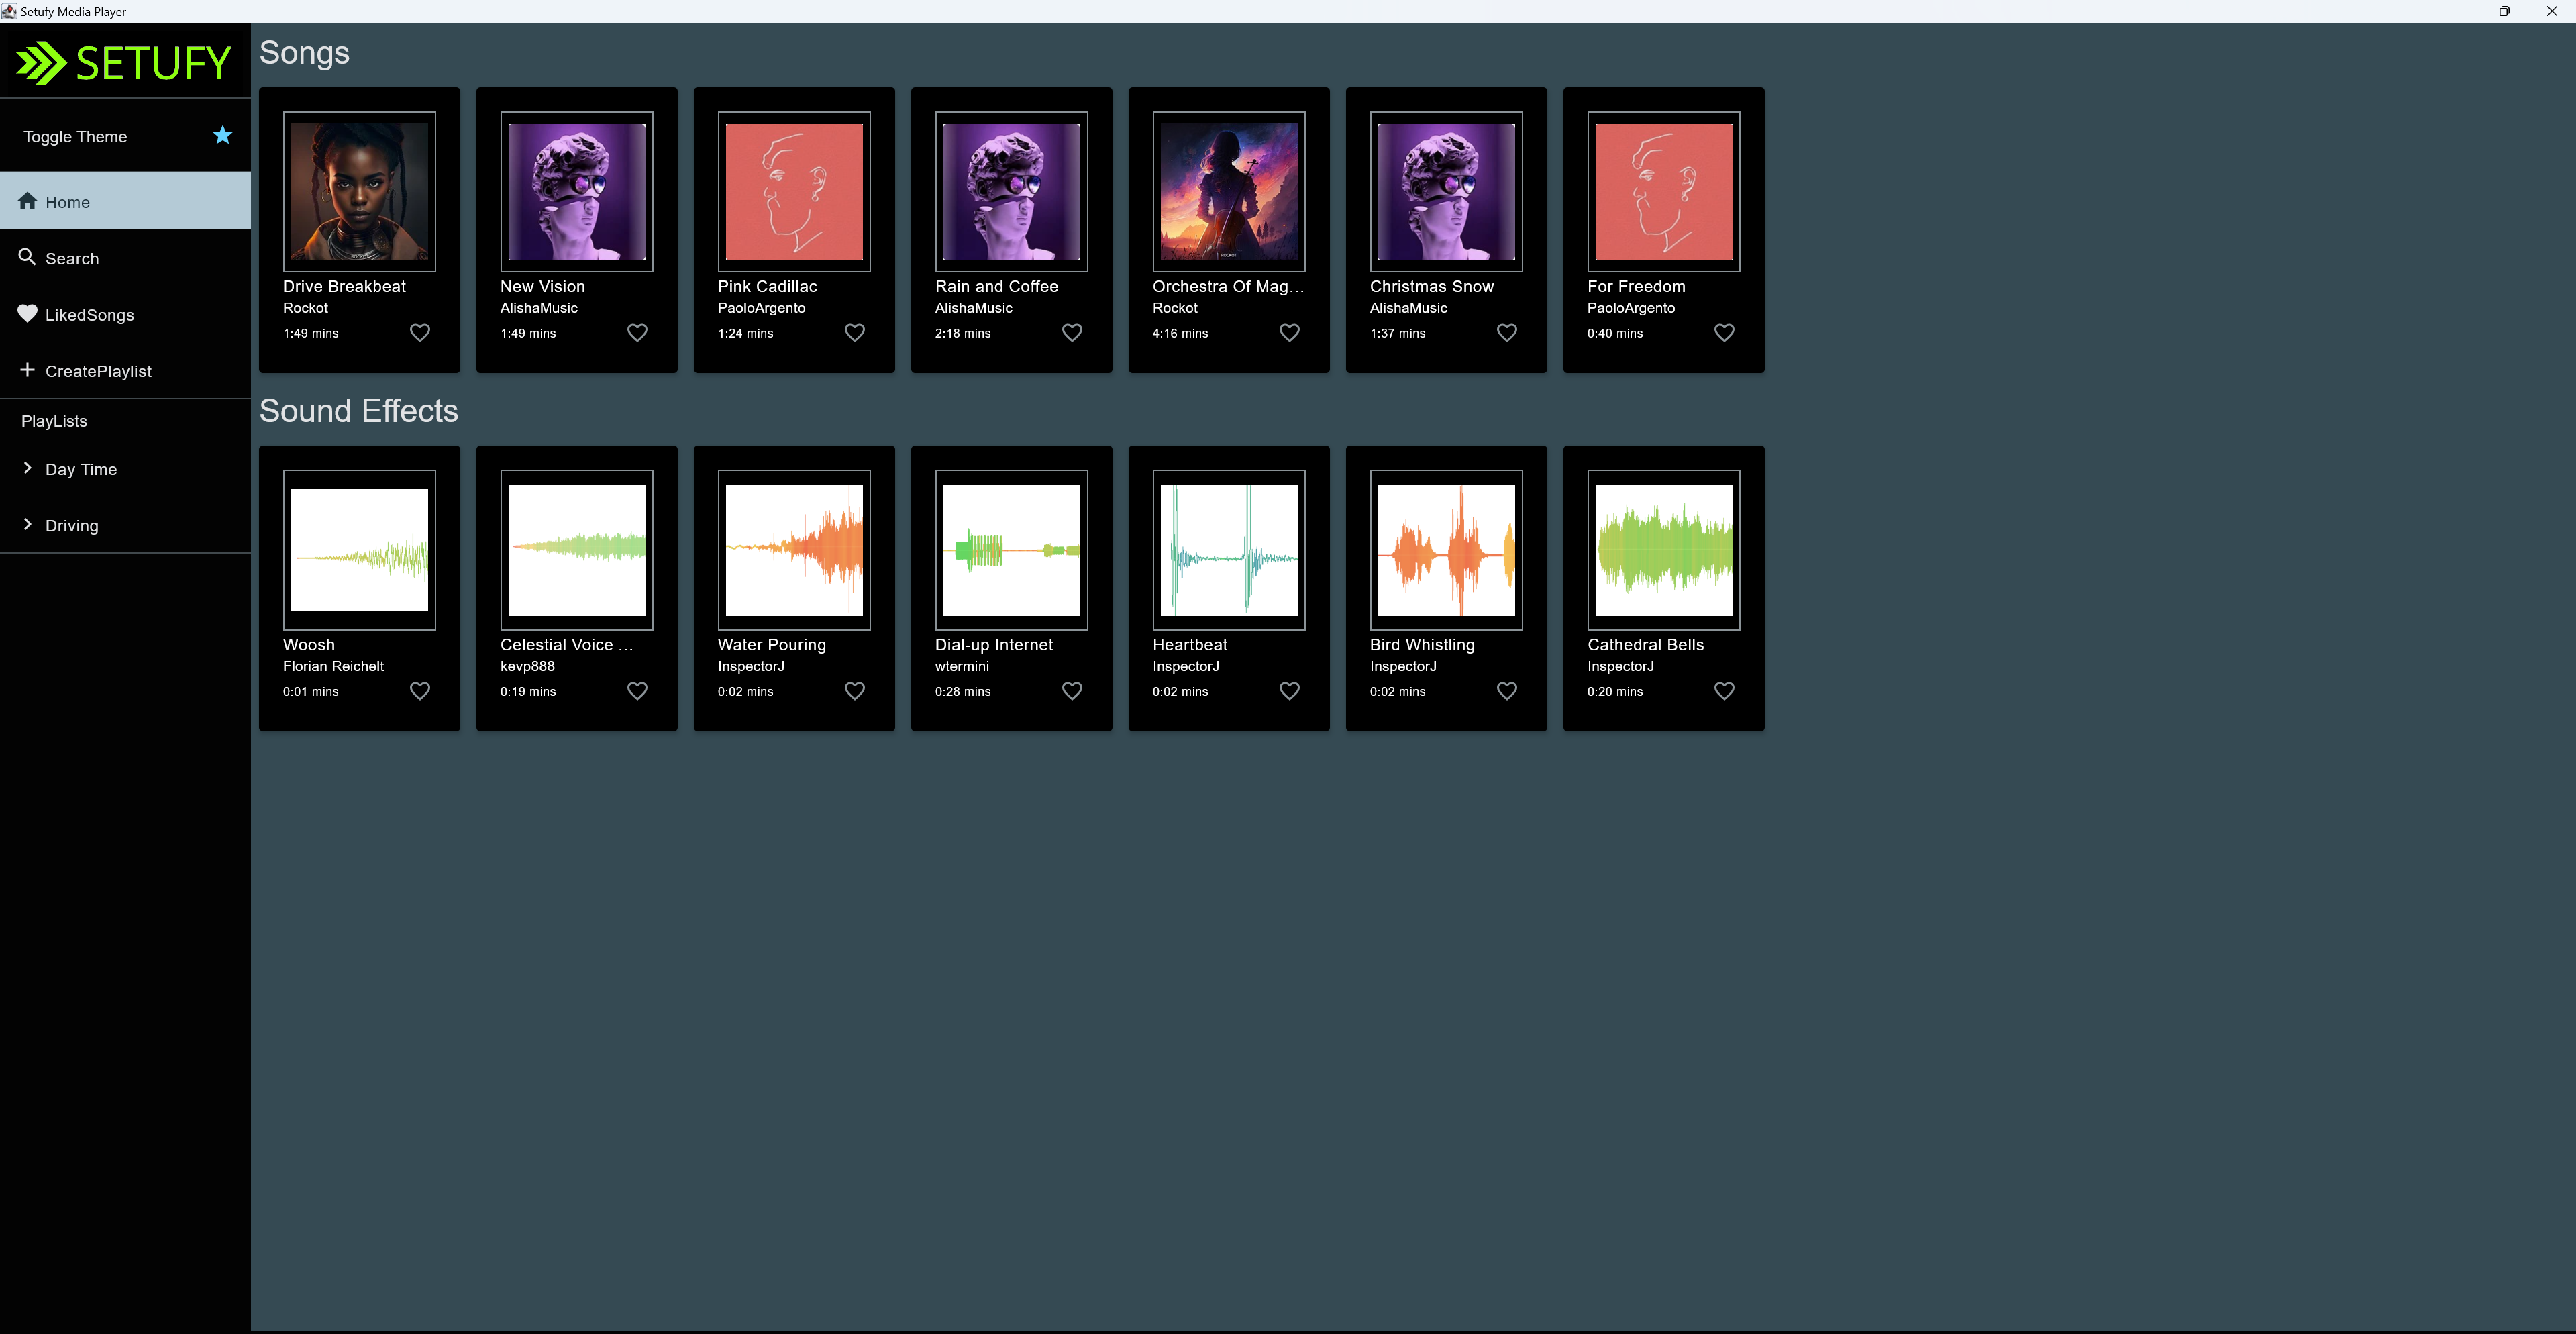 Setufy Media Player
SETUFY
Toggle Theme
Home
Search
LikedSongs
CreatePlaylist
PlayLists
Day Time
Driving
Songs
ROCKOT
Drive Breakbeat
Rockot
1:49 mins
New Vision
AlishaMusic
1:49 mins
Pink Cadillac
PaoloArgento
1:24 mins
Rain and Coffee
AlishaMusic
2:18 mins
ROCKOT
Orchestra Of Mag...
Rockot
4:16 mins
Christmas Snow
AlishaMusic
1:37 mins
For Freedom
PaoloArgento
0:40 mins
Sound Effects
Woosh
Florian Reichelt
0:01 mins
Celestial Voice ...
kevp888
0:19 mins
Water Pouring
InspectorJ
0:02 mins
Dial-up Internet
wtermini
0:28 mins
Heartbeat
InspectorJ
0:02 mins
Bird Whistling
InspectorJ
0:02 mins
Cathedral Bells
InspectorJ
0:20 mins